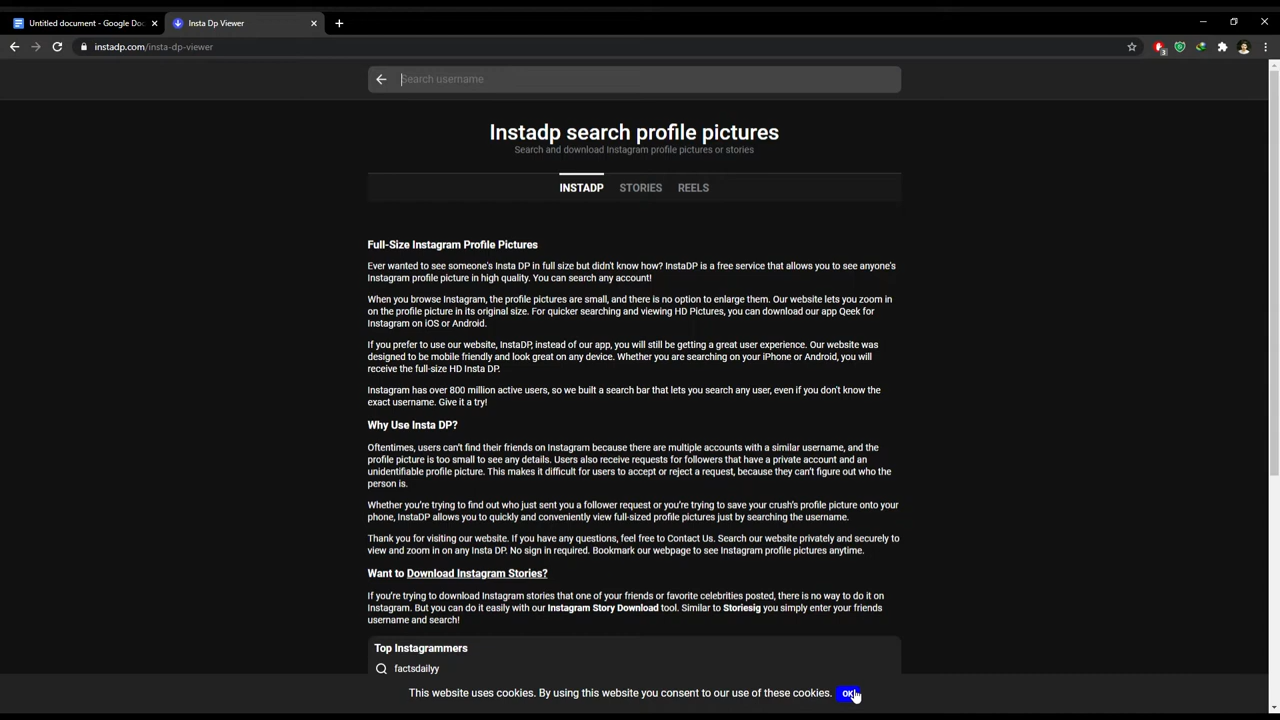 Untitled document - Google Do
Insta Dp Viewer
instadp.com/insta-dp-viewer
3
Search username
Instadp search profile pictures
Search and download Instagram profile pictures or stories
INSTADP STORIES REELS
Full-Size Instagram Profile Pictures
Ever wanted to see someone's Insta DP in full size but didn't know how? InstaDP is a free service that allows you to see anyone's
Instagram profile picture in high quality. You can search any account!
When you browse Instagram, the profile pictures are small, and there is no option to enlarge them. Our website lets you zoom in
on the profile picture in its original size. For quicker searching and viewing HD Pictures, you can download our app Qeek for
Instagram on iOS or Android.
If you prefer to use our website, InstaDP, instead of our app, you will still be getting a great user experience. Our website was
designed to be mobile friendly and look great on any device. Whether you are searching on your iPhone or Android, you will
receive the full-size HD Insta DP.
Instagram has over 800 million active users, so we built a search bar that lets you search any user, even if you don't know the
exact username. Give it a try!
Why Use Insta DP?
Oftentimes, users can't find their friends on Instagram because there are multiple accounts with a similar username, and the
profile picture is too small to see any details. Users also receive requests for followers that have a private account and an
unidentifiable profile picture. This makes it difficult for users to accept or reject a request, because they can't figure out who the
person is.
Whether you're trying to find out who just sent you a follower request or you're trying to save your crush's profile picture onto your
phone, InstaDP allows you to quickly and conveniently view full-sized profile pictures just by searching the username.
Thank you for visiting our website. If you have any questions, feel free to Contact Us. Search our website privately and securely to
view and zoom in on any Insta DP. No sign in required. Bookmark our webpage to see Instagram profile pictures anytime.
Want to Download Instagram Stories?
If you're trying to download Instagram stories that one of your friends or favorite celebrities posted, there is no way to do it on
Instagram. But you can do it easily with our Instagram Story Download tool. Similar to Storiesig you simply enter your friends
username and search!
Top Instagrammers
factsdailyy
This website uses cookies. By using this website you consent to our use of these cookies. OK